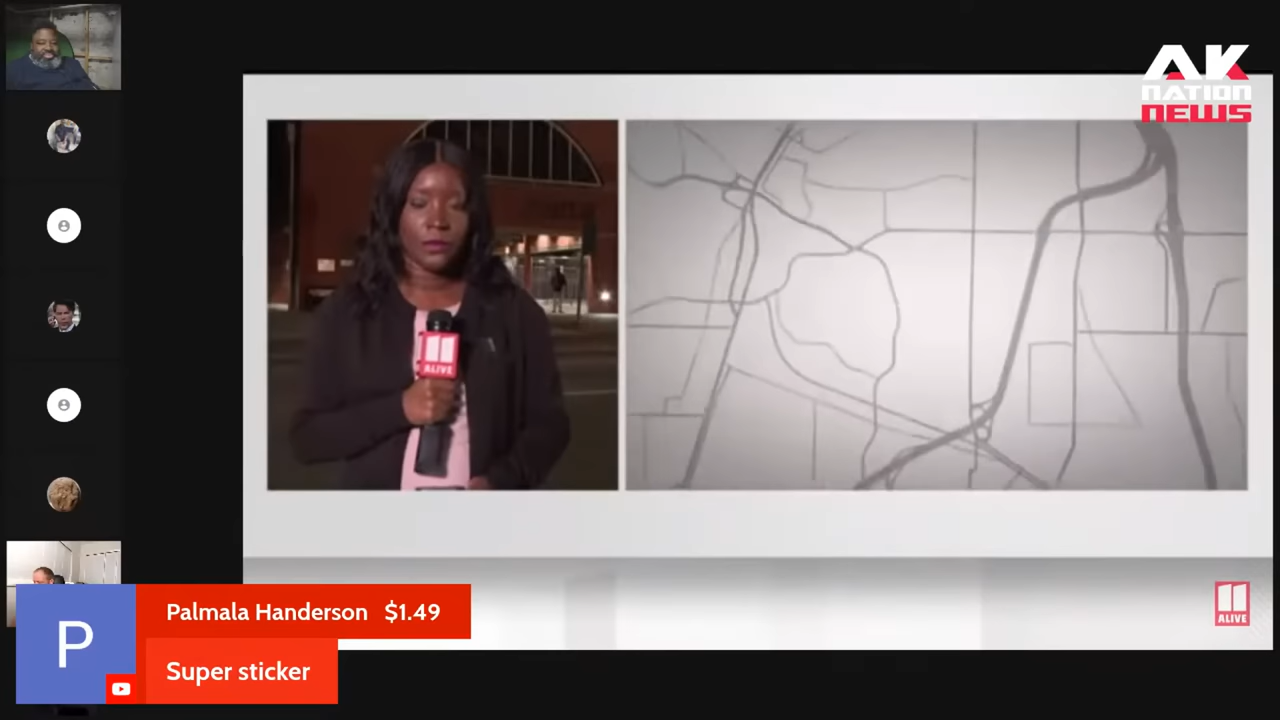 AK
NATION
NEWS
ALIVE
ALIVE
Palmala Handerson $1.49
P
Super sticker